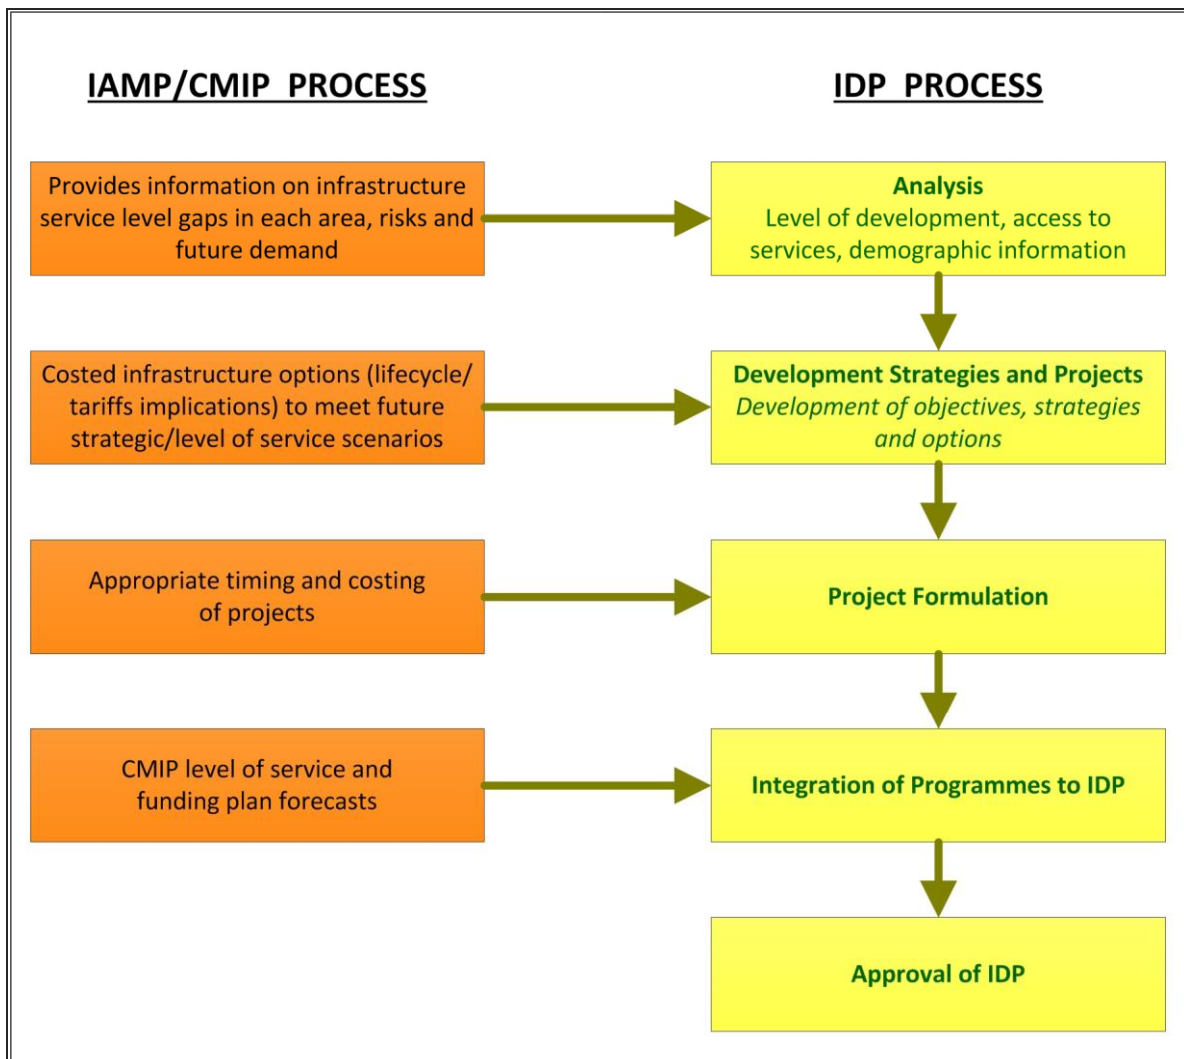 IAMP/CMIP PROCESS
IDP PROCESS
Provides information on infrastructure
service level gaps in each area, risks and
future demand
Analysis
Level of development, access to
services, demographic information
Costed infrastructure options (lifecycle/
tariffs implications) to meet future
strategic/level of service scenarios
Development Strategies and Projects
Development of objectives, strategies
and options
Appropriate timing and costing
of projects
Project Formulation
CMIP level of service and
funding plan forecasts
Integration of Programmes to IDP
Approval of IDP